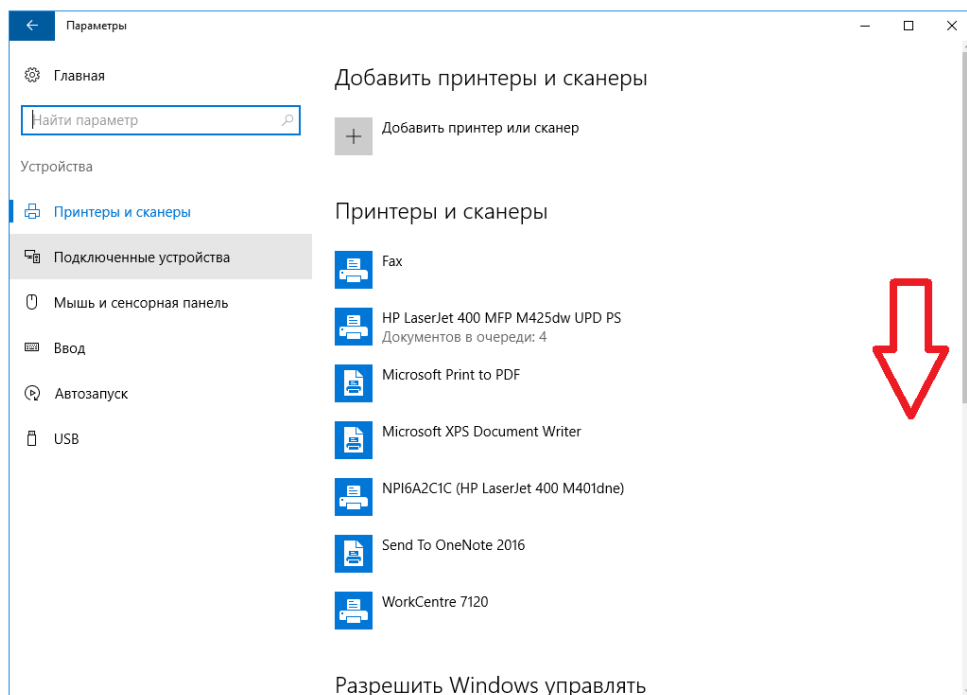 Параметры
Главная
Найти параметр
Устройства
Принтеры и сканеры
Подключенные устройства
Мышь и сенсорная панель
Ввод
Автозапуск
USB
Добавить принтеры и сканеры
Добавить принтер или сканер
Принтеры и сканеры
Fax
HP LaserJet 400 MFP M425dw UPD PS
Документов в очереди: 4
Microsoft Print to PDF
Microsoft XPS Document Writer
NPI6A2C1C (HP LaserJet 400 M401dne)
Send To OneNote 2016
WorkCentre 7120
Разрешить Windows управлять